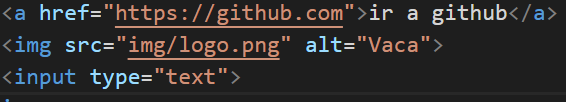 <a href="https://github.com">ir a github</a>
<img src="img/logo.png" alt="Vaca">
<input type="text">